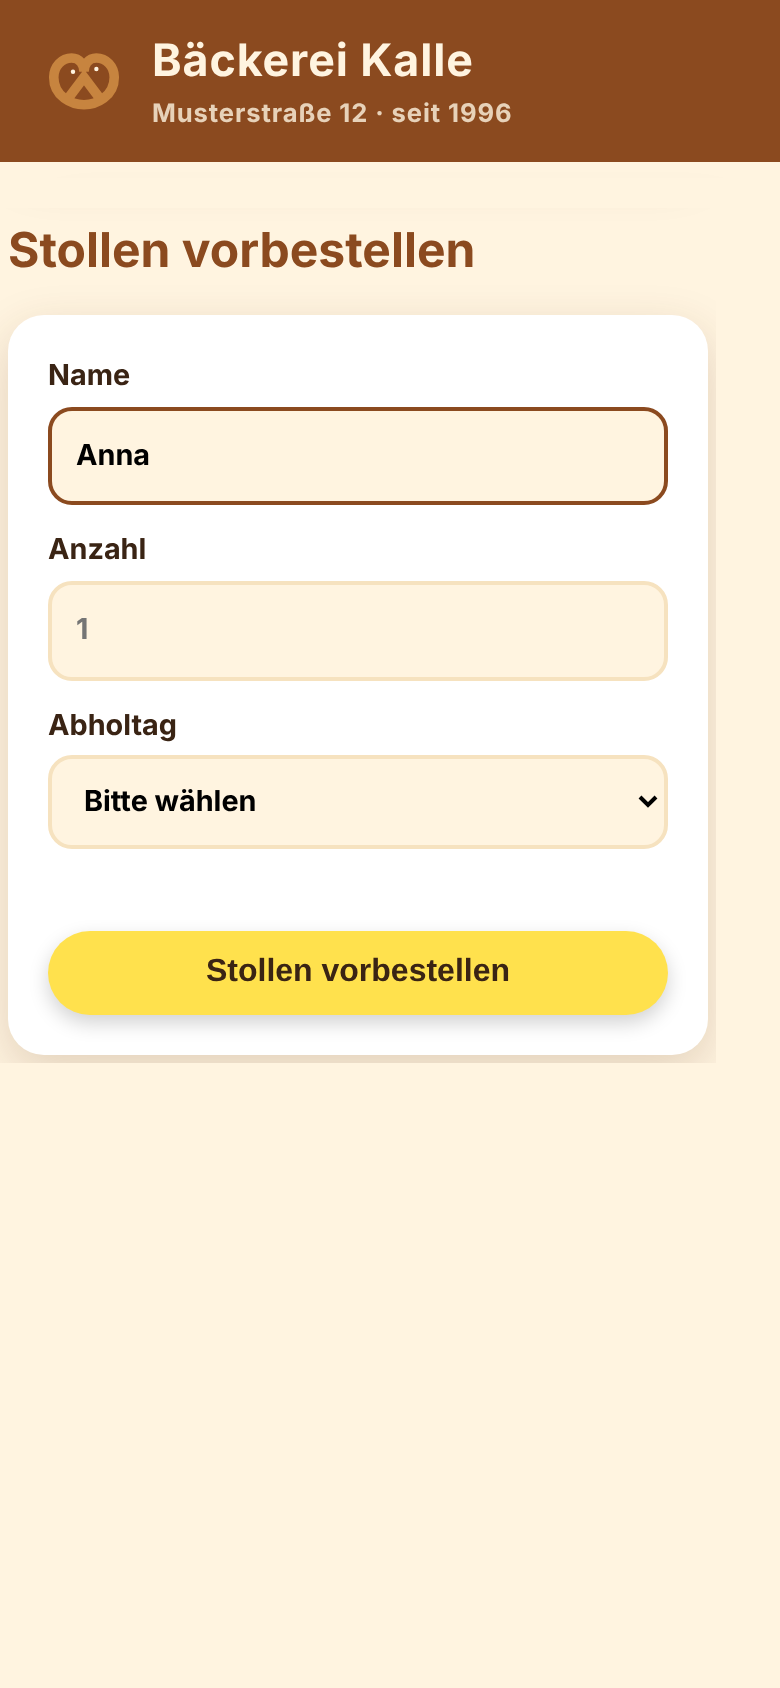 Bäckerei Kalle
Musterstraße 12 · seit 1996
Stollen vorbestellen
Name
Anna
Anzahl
1
Abholtag
Bitte wählen
Stollen vorbestellen